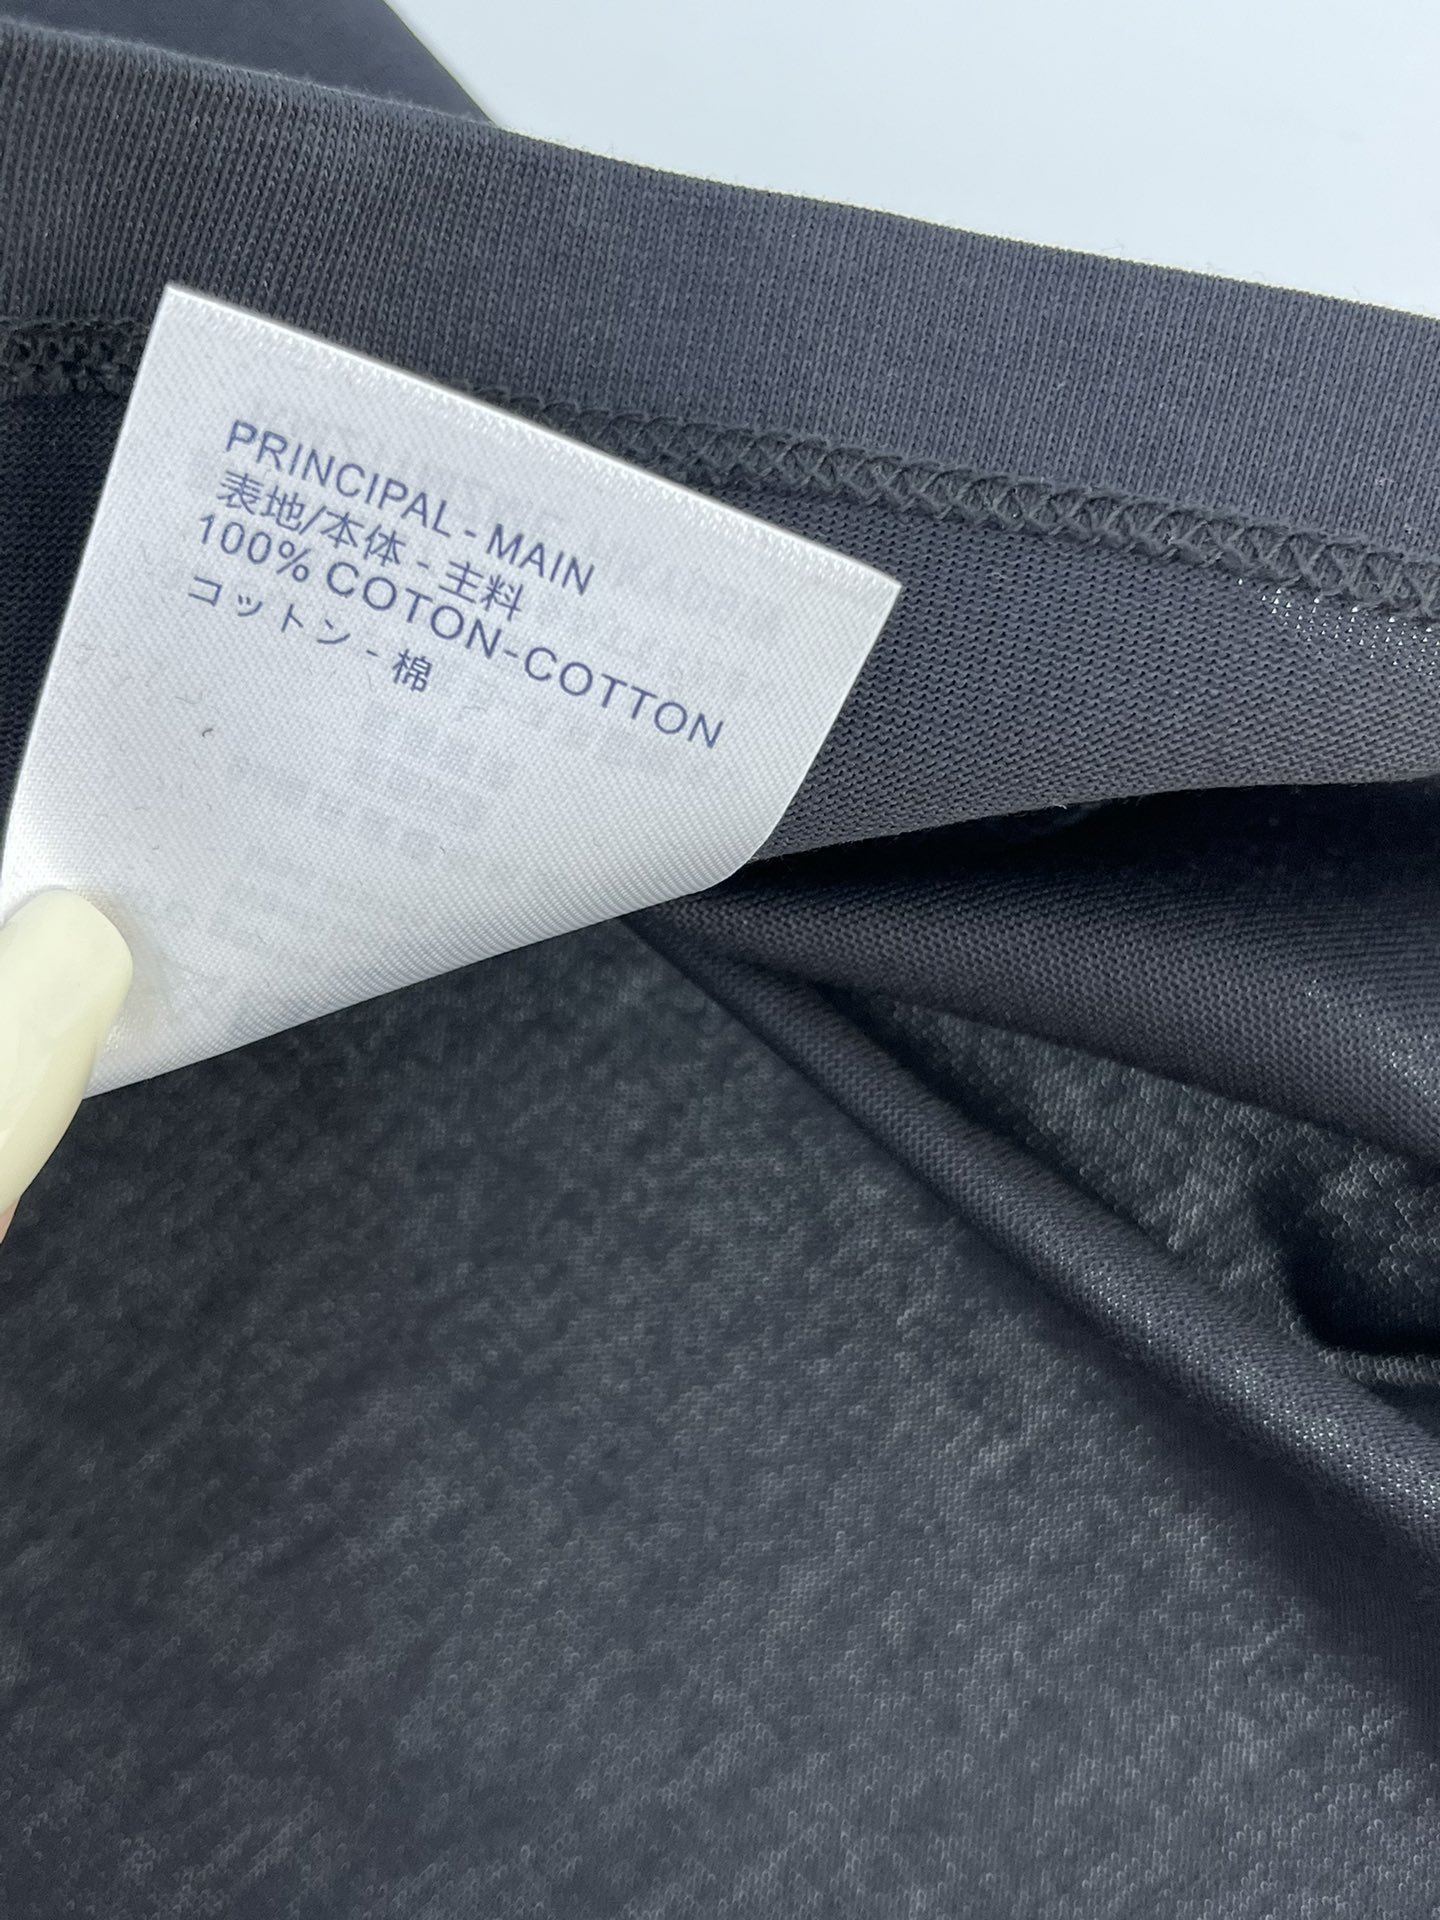 PRINCIPAL - MAIN
表地/本体 - 主料
100% COTON-COTTON
コットン - 棉